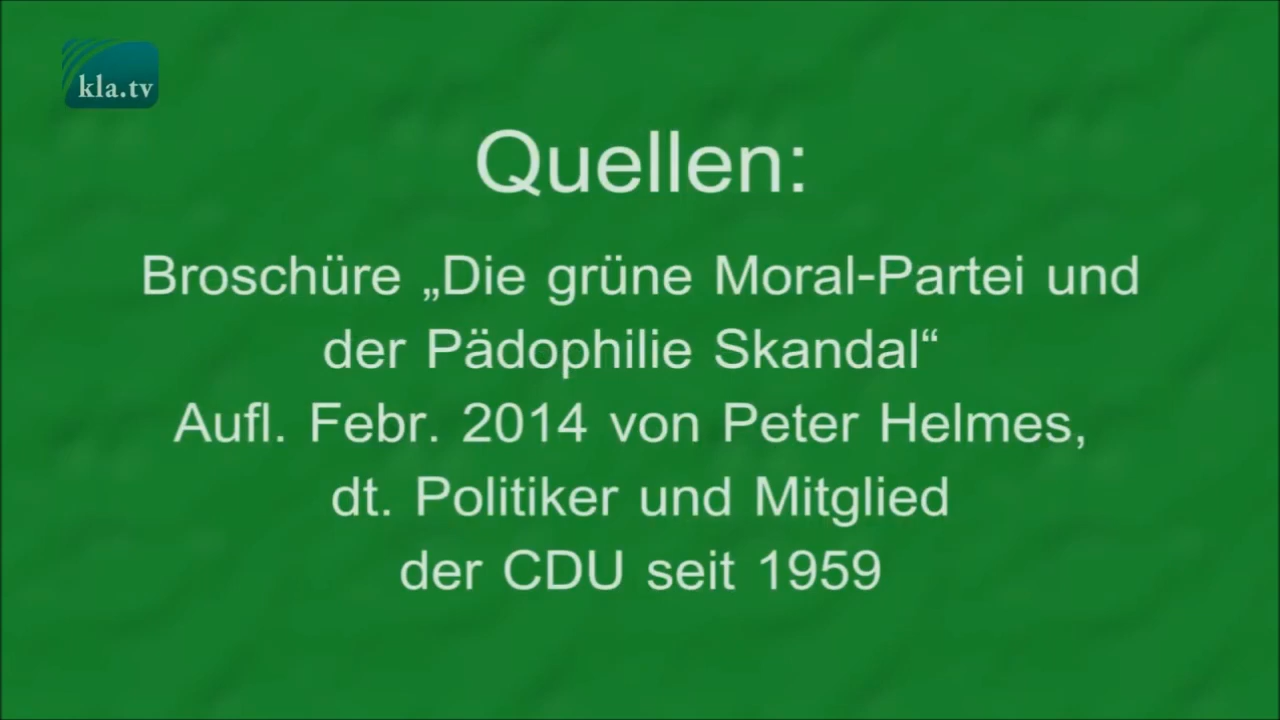 kla.tv
Quellen:
Broschüre „Die grüne Moral-Partei und
der Pädophilie Skandal“
Aufl. Febr. 2014 von Peter Helmes,
dt. Politiker und Mitglied
der CDU seit 1959